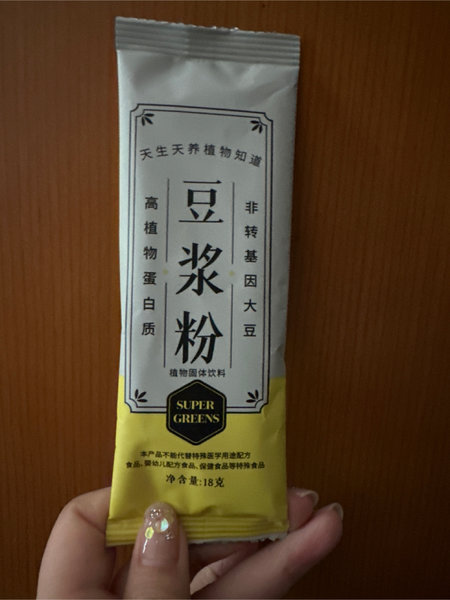 天生天养植物知道
高植物蛋白质
豆浆粉
非转基因大豆
植物固体饮料
SUPER
GREENS
本产品不能代替特殊医学用途配方
食品、婴幼儿配方食品、保健食品等特殊食品
净含量:18克